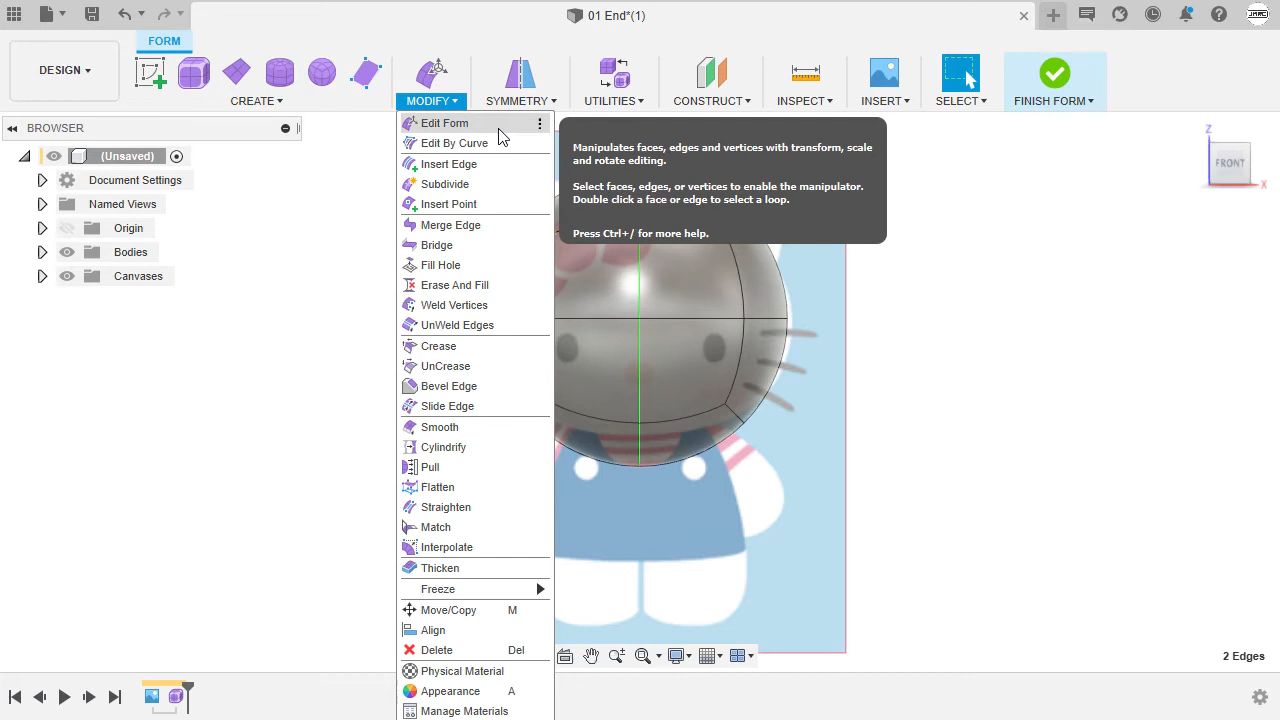 01 End*(1)
FORM
DESIGN
CREATE
MODIFY
SYMMETRY
UTILITIES
CONSTRUCT
INSPECT
INSERT
SELECT
FINISH FORM
BROWSER
(Unsaved)
Document Settings
Named Views
Origin
Bodies
Canvases
Edit Form
Edit By Curve
Insert Edge
Subdivide
Insert Point
Merge Edge
Bridge
Fill Hole
Erase And Fill
Weld Vertices
UnWeld Edges
Crease
UnCrease
Bevel Edge
Slide Edge
Smooth
Cylindrify
Pull
Flatten
Straighten
Match
Interpolate
Thicken
Freeze
Move/Copy M
Align
Delete Del
Physical Material
Appearance A
Manage Materials
Manipulates faces, edges and vertices with transform, scale
and rotate editing.
Select faces, edges, or vertices to enable the manipulator.
Double click a face or edge to select a loop.
Press Ctrl+/ for more help.
Z
FRONT
X
2 Edges